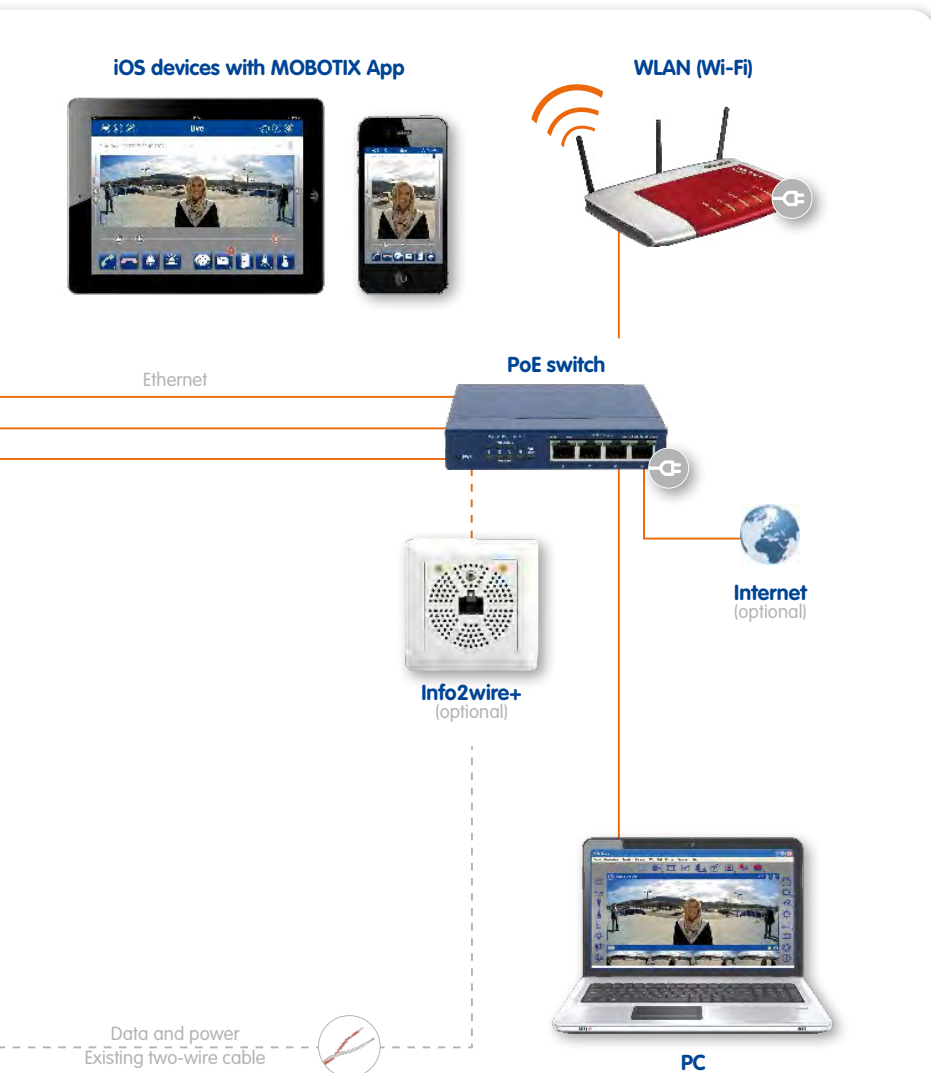 iOS devices with MOBOTIX App
WLAN (Wi-Fi)
Live
PoE switch
Ethernet
Internet
(optional)
Info2wire+
(optional)
Data and power
Existing two-wire cable
PC